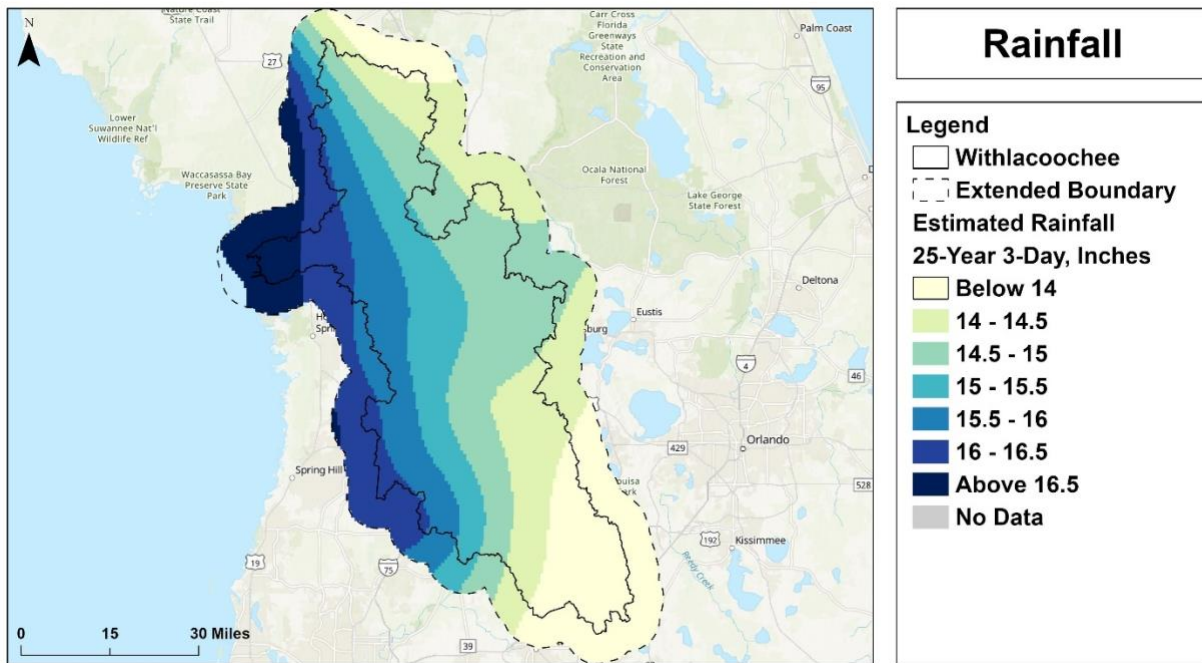 Nature Coast
State Trail
N
27
Carr Cross
Florida
Greenways
State
Recreation and
Conservation
Area
Palm Coast
95
Lower
Suwannee Nat'l
Wildlife Ref
Waccasassa Bay
Preserve State
Park
Ocala National
Forest
Lake George
State Forest
Deltona
Eustis
4
46
Orlando
429
Spring Hill
528
192
Kissimmee
Reedy Creek
19
75
39
0 15 30 Miles
Rainfall
Legend
Withlacoochee
Extended Boundary
Estimated Rainfall
25-Year 3-Day, Inches
Below 14
14 - 14.5
14.5 - 15
15 - 15.5
15.5 - 16
16 - 16.5
Above 16.5
No Data